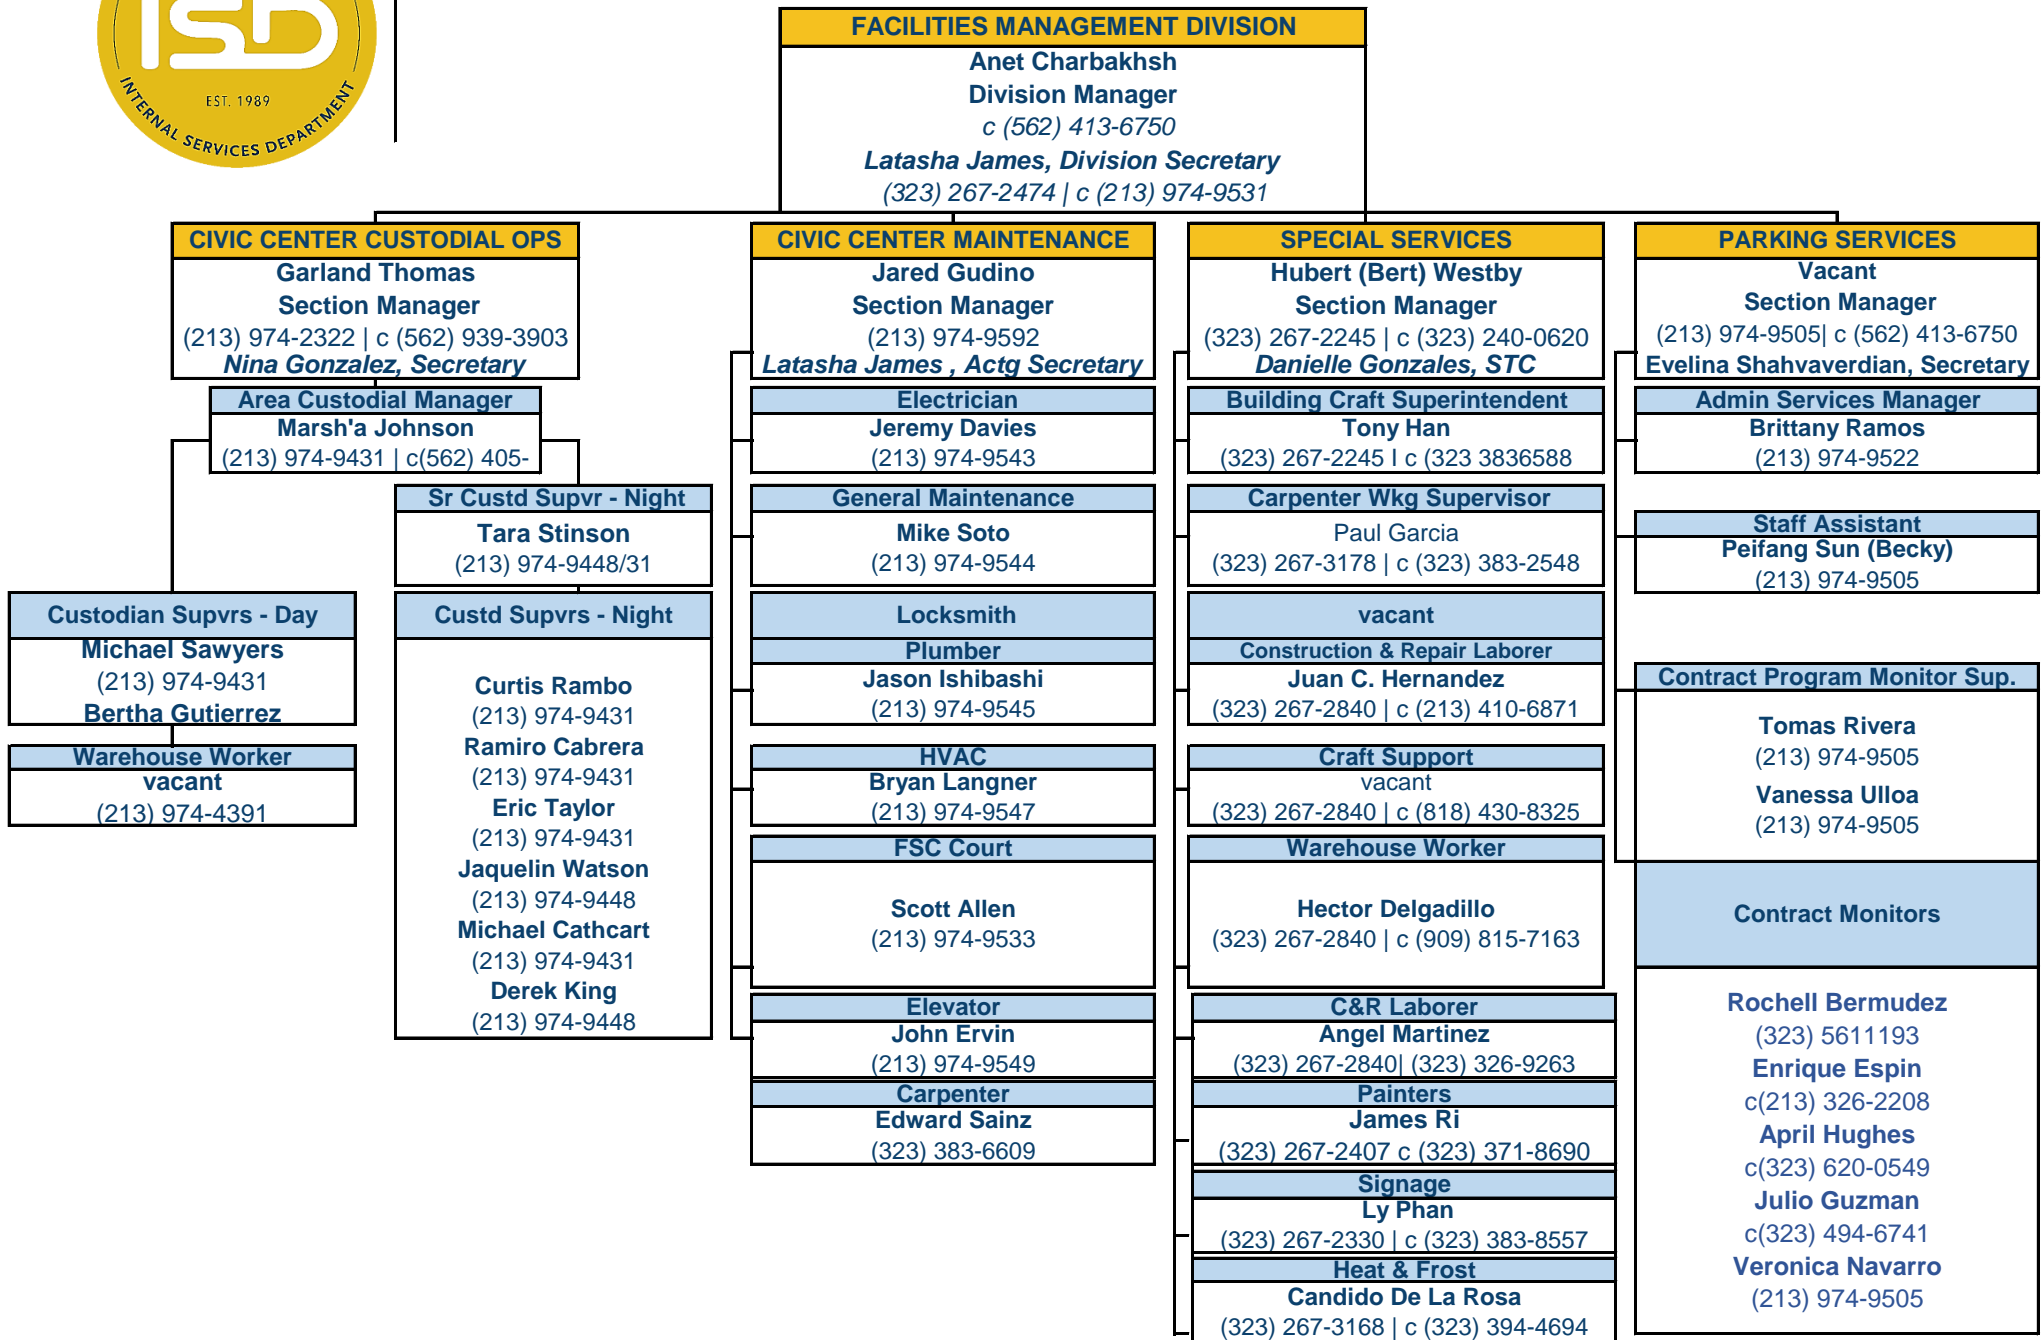 ISD
EST. 1989
INTERNAL SERVICES DEPARTMENT
FACILITIES MANAGEMENT DIVISION
Anet Charbakhsh
Division Manager
c (562) 413-6750
Latasha James, Division Secretary
(323) 267-2474 | c (213) 974-9531
CIVIC CENTER CUSTODIAL OPS
Garland Thomas
Section Manager
(213) 974-2322 | c (562) 939-3903
Nina Gonzalez, Secretary
Area Custodial Manager
Marsh'a Johnson
(213) 974-9431 | c(562) 405-
Sr Custd Supvr - Night
Tara Stinson
(213) 974-9448/31
Custodian Supvrs - Day
Michael Sawyers
(213) 974-9431
Bertha Gutierrez
Warehouse Worker
vacant
(213) 974-4391
Custd Supvrs - Night
Curtis Rambo
(213) 974-9431
Ramiro Cabrera
(213) 974-9431
Eric Taylor
(213) 974-9431
Jaquelin Watson
(213) 974-9448
Michael Cathcart
(213) 974-9431
Derek King
(213) 974-9448
CIVIC CENTER MAINTENANCE
Jared Gudino
Section Manager
(213) 974-9592
Latasha James , Actg Secretary
Electrician
Jeremy Davies
(213) 974-9543
General Maintenance
Mike Soto
(213) 974-9544
Locksmith
Plumber
Jason Ishibashi
(213) 974-9545
HVAC
Bryan Langner
(213) 974-9547
FSC Court
Scott Allen
(213) 974-9533
Elevator
John Ervin
(213) 974-9549
Carpenter
Edward Sainz
(323) 383-6609
SPECIAL SERVICES
Hubert (Bert) Westby
Section Manager
(323) 267-2245 | c (323) 240-0620
Danielle Gonzales, STC
Building Craft Superintendent
Tony Han
(323) 267-2245 I c (323 3836588
Carpenter Wkg Supervisor
Paul Garcia
(323) 267-3178 | c (323) 383-2548
vacant
Construction & Repair Laborer
Juan C. Hernandez
(323) 267-2840 | c (213) 410-6871
Craft Support
vacant
(323) 267-2840 | c (818) 430-8325
Warehouse Worker
Hector Delgadillo
(323) 267-2840 | c (909) 815-7163
C&R Laborer
Angel Martinez
(323) 267-2840| (323) 326-9263
Painters
James Ri
(323) 267-2407 c (323) 371-8690
Signage
Ly Phan
(323) 267-2330 | c (323) 383-8557
Heat & Frost
Candido De La Rosa
(323) 267-3168 | c (323) 394-4694
PARKING SERVICES
Vacant
Section Manager
(213) 974-9505| c (562) 413-6750
Evelina Shahvaverdian, Secretary
Admin Services Manager
Brittany Ramos
(213) 974-9522
Staff Assistant
Peifang Sun (Becky)
(213) 974-9505
Contract Program Monitor Sup.
Tomas Rivera
(213) 974-9505
Vanessa Ulloa
(213) 974-9505
Contract Monitors
Rochell Bermudez
(323) 5611193
Enrique Espin
c(213) 326-2208
April Hughes
c(323) 620-0549
Julio Guzman
c(323) 494-6741
Veronica Navarro
(213) 974-9505